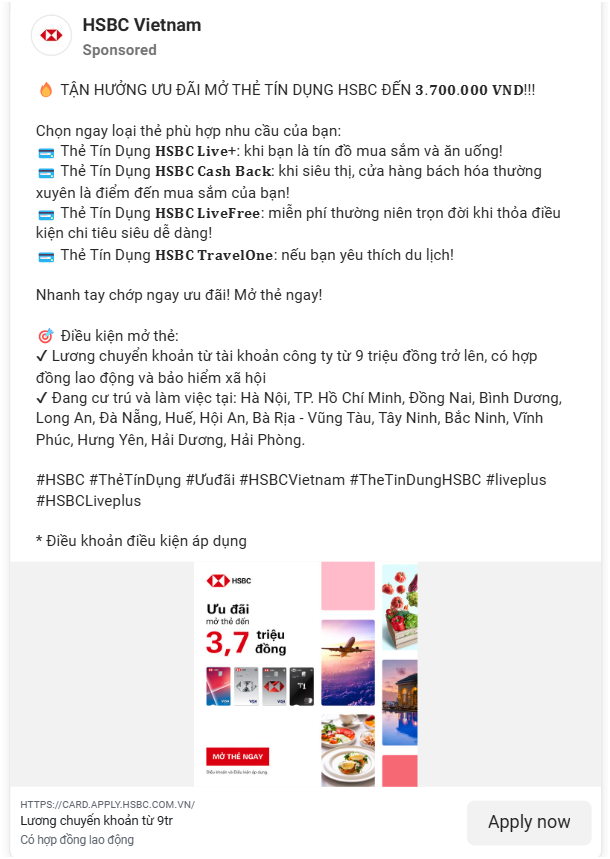 HSBC Vietnam
Sponsored
🔥 TẬN HƯỞNG ƯU ĐÃI MỞ THẺ TÍN DỤNG HSBC ĐẾN 𝟑.𝟕𝟎𝟎.𝟎𝟎𝟎 𝐕𝐍𝐃!!!
Chọn ngay loại thẻ phù hợp nhu cầu của bạn:
💳 Thẻ Tín Dụng 𝐇𝐒𝐁𝐂 𝐋𝐢𝐯𝐞+: khi bạn là tín đồ mua sắm và ăn uống!
💳 Thẻ Tín Dụng 𝐇𝐒𝐁𝐂 𝐂𝐚𝐬𝐡 𝐁𝐚𝐜𝐤: khi siêu thị, cửa hàng bách hóa thường
xuyên là điểm đến mua sắm của bạn!
💳 Thẻ Tín Dụng 𝐇𝐒𝐁𝐂 𝐋𝐢𝐯𝐞𝐅𝐫𝐞𝐞: miễn phí thường niên trọn đời khi thỏa điều
kiện chi tiêu siêu dễ dàng!
💳 Thẻ Tín Dụng 𝐇𝐒𝐁𝐂 𝐓𝐫𝐚𝐯𝐞𝐥𝐎𝐧𝐞: nếu bạn yêu thích du lịch!
Nhanh tay chớp ngay ưu đãi! Mở thẻ ngay!
🎯 Điều kiện mở thẻ:
✔ Lương chuyển khoản từ tài khoản công ty từ 9 triệu đồng trở lên, có hợp
đồng lao động và bảo hiểm xã hội
✔ Đang cư trú và làm việc tại: Hà Nội, TP. Hồ Chí Minh, Đồng Nai, Bình Dương,
Long An, Đà Nẵng, Huế, Hội An, Bà Rịa - Vũng Tàu, Tây Ninh, Bắc Ninh, Vĩnh
Phúc, Hưng Yên, Hải Dương, Hải Phòng.
#HSBC #ThẻTínDụng #Ưuđãi #HSBCVietnam #TheTinDungHSBC #liveplus
#HSBCLiveplus
* Điều khoản điều kiện áp dụng
HSBC
Ưu đãi
mở thẻ đến
3,7 triệu
đồng
VISA VISA VISA
MỞ THẺ NGAY
Điều khoản và Điều kiện áp dụng.
HTTPS://CARD.APPLY.HSBC.COM.VN/
Lương chuyển khoản từ 9tr
Có hợp đồng lao động
Apply now